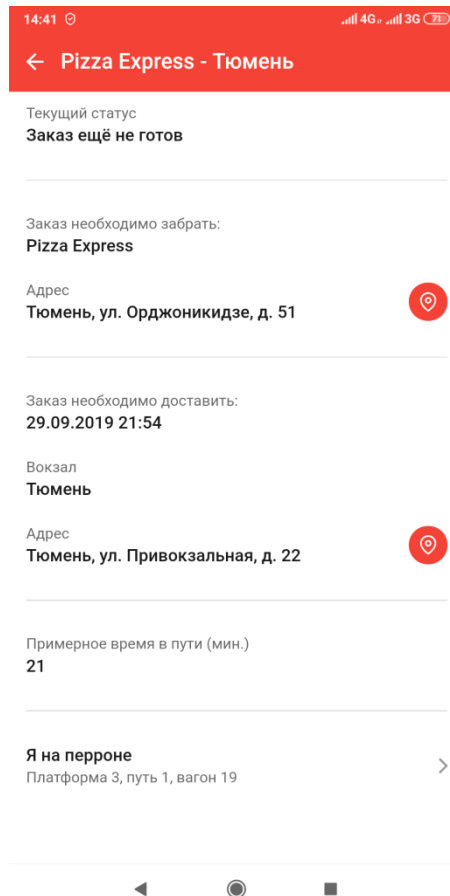 14:41 4G 3G 71
Pizza Express - Тюмень
Текущий статус
Заказ ещё не готов
Заказ необходимо забрать:
Pizza Express
Адрес
Тюмень, ул. Орджоникидзе, д. 51
Заказ необходимо доставить:
29.09.2019 21:54
Вокзал
Тюмень
Адрес
Тюмень, ул. Привокзальная, д. 22
Примерное время в пути (мин.)
21
Я на перроне
Платформа 3, путь 1, вагон 19